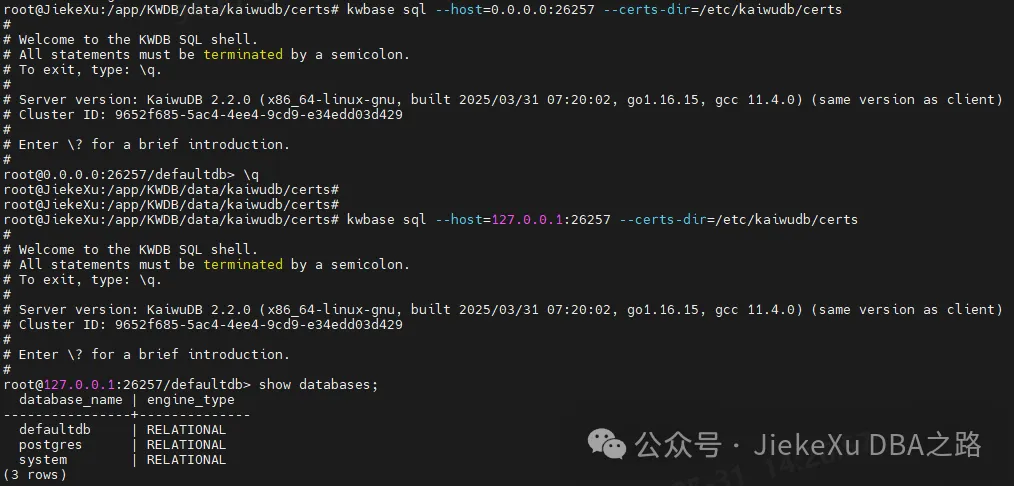 root@JiekeXu:/app/KWDB/data/kaiwudb/certs# kwbase sql --host=0.0.0.0:26257 --certs-dir=/etc/kaiwudb/certs
#
# Welcome to the KWDB SQL shell.
# All statements must be terminated by a semicolon.
# To exit, type: \q.
#
# Server version: KaiwuDB 2.2.0 (x86_64-linux-gnu, built 2025/03/31 07:20:02, go1.16.15, gcc 11.4.0) (same version as client)
# Cluster ID: 9652f685-5ac4-4ee4-9cd9-e34edd03d429
#
# Enter \? for a brief introduction.
#
root@0.0.0.0:26257/defaultdb> \q
root@JiekeXu:/app/KWDB/data/kaiwudb/certs#
root@JiekeXu:/app/KWDB/data/kaiwudb/certs#
root@JiekeXu:/app/KWDB/data/kaiwudb/certs# kwbase sql --host=127.0.0.1:26257 --certs-dir=/etc/kaiwudb/certs
#
# Welcome to the KWDB SQL shell.
# All statements must be terminated by a semicolon.
# To exit, type: \q.
#
# Server version: KaiwuDB 2.2.0 (x86_64-linux-gnu, built 2025/03/31 07:20:02, go1.16.15, gcc 11.4.0) (same version as client)
# Cluster ID: 9652f685-5ac4-4ee4-9cd9-e34edd03d429
#
# Enter \? for a brief introduction.
#
root@127.0.0.1:26257/defaultdb> show databases;
  database_name | engine_type
----------------+--------------
  defaultdb     | RELATIONAL
  postgres      | RELATIONAL
  system        | RELATIONAL
(3 rows)
公众号 · JiekeXu DBA之路